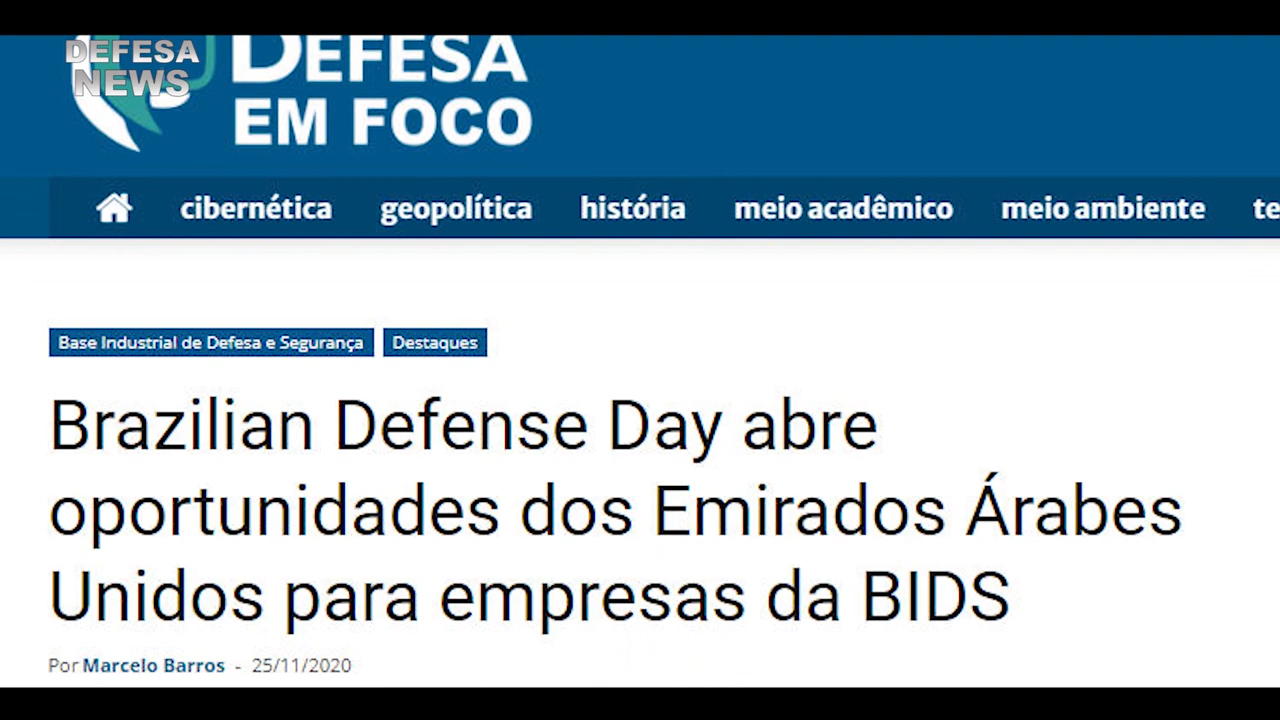 DEFESA
NEWS
DEFESA
EM FOCO
cibernética geopolítica história meio acadêmico meio ambiente te
Base Industrial de Defesa e Segurança Destaques
Brazilian Defense Day abre
oportunidades dos Emirados Árabes
Unidos para empresas da BIDS
Por Marcelo Barros - 25/11/2020